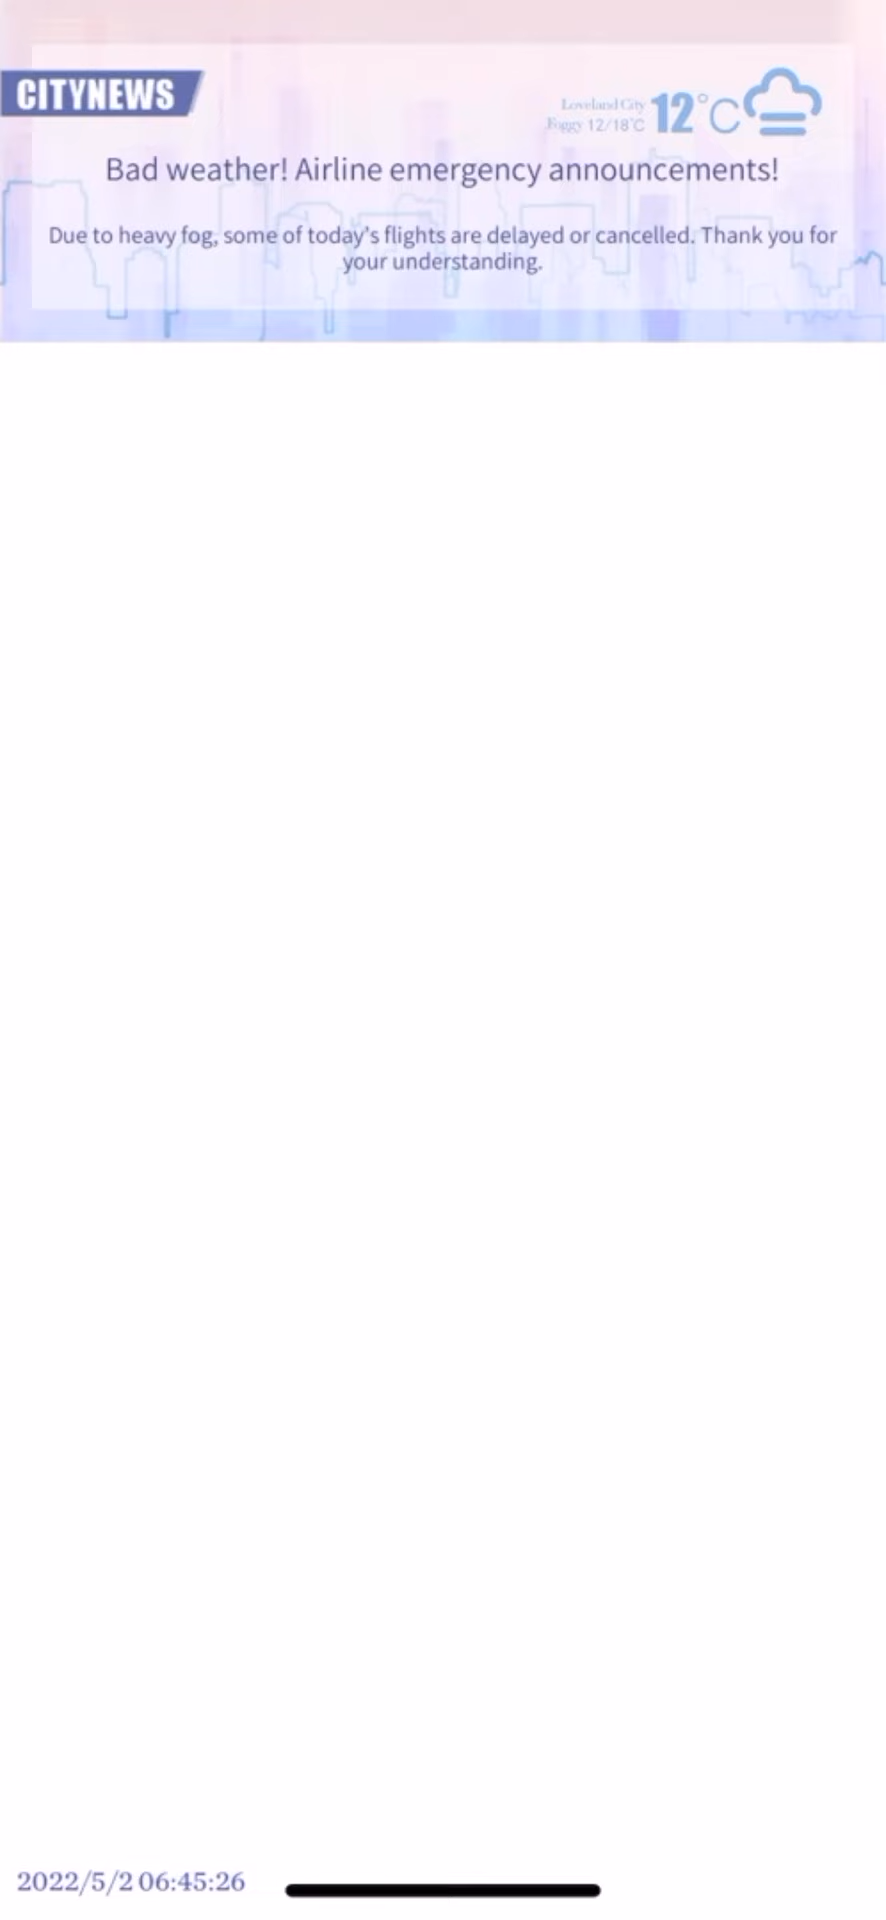 CITYNEWS
Loveland City
Foggy 12/18°C
12°C
Bad weather! Airline emergency announcements!
Due to heavy fog, some of today's flights are delayed or cancelled. Thank you for
your understanding.
2022/5/2 06:45:26